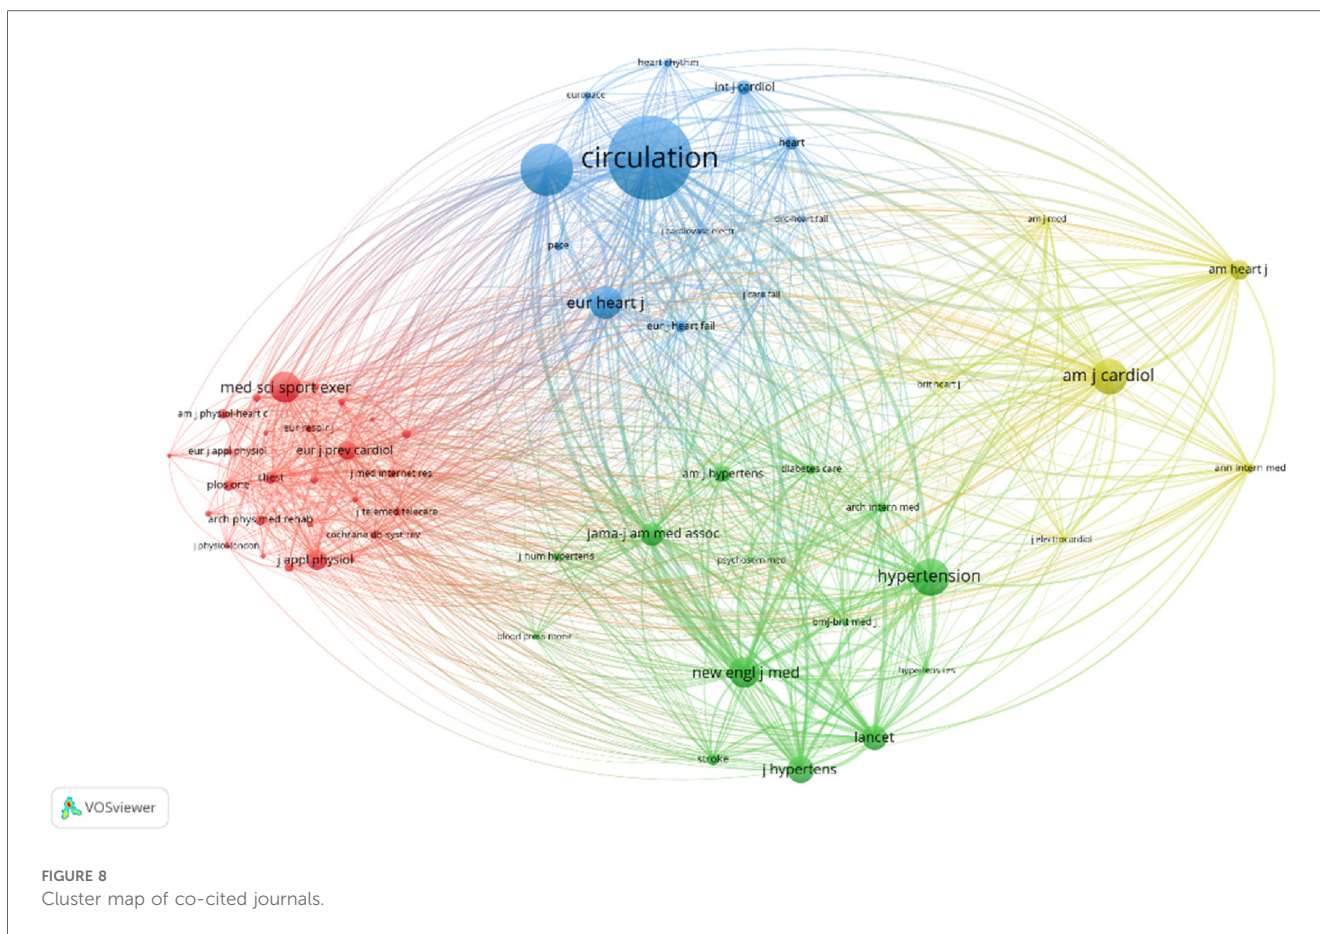 heart rhythm
int j cardiol
europace
heart
circulation
circ-heart fail
am j med
j cardiovasc electr
pace
am heart j
j card fail
eur heart j
eur j heart fail
am j cardiol
med sci sport exer
brit heart j
am j physiol-heart c
eur respir j
eur j appl physiol
eur j prev cardiol
diabetes care
ann intern med
am j hypertens
j med internet res
chest
plos one
arch intern med
j telemed telecare
arch phys med rehab
cochrane db syst rev
jama-j am med assoc
j electrocardiol
j physiol-london
j hum hypertens
j appl physiol
psychosom med
hypertension
bmj-brit med j
blood press monit
hypertens res
new engl j med
lancet
stroke
j hypertens
VOSviewer
FIGURE 8
Cluster map of co-cited journals.